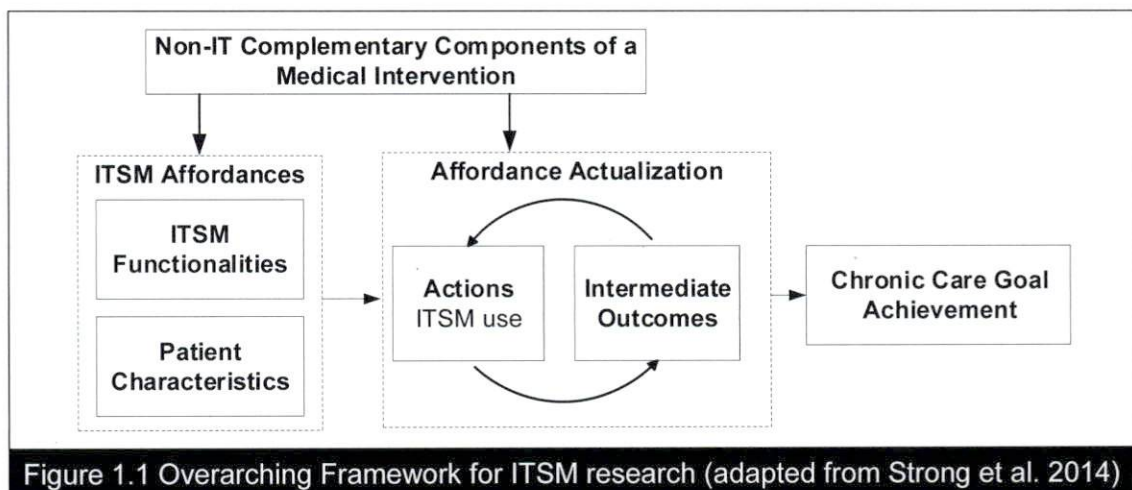 Non-IT Complementary Components of a
Medical Intervention
ITSM Affordances
ITSM
Functionalities
Patient
Characteristics
Affordance Actualization
Actions
ITSM use
Intermediate
Outcomes
Chronic Care Goal
Achievement
Figure 1.1 Overarching Framework for ITSM research (adapted from Strong et al. 2014)